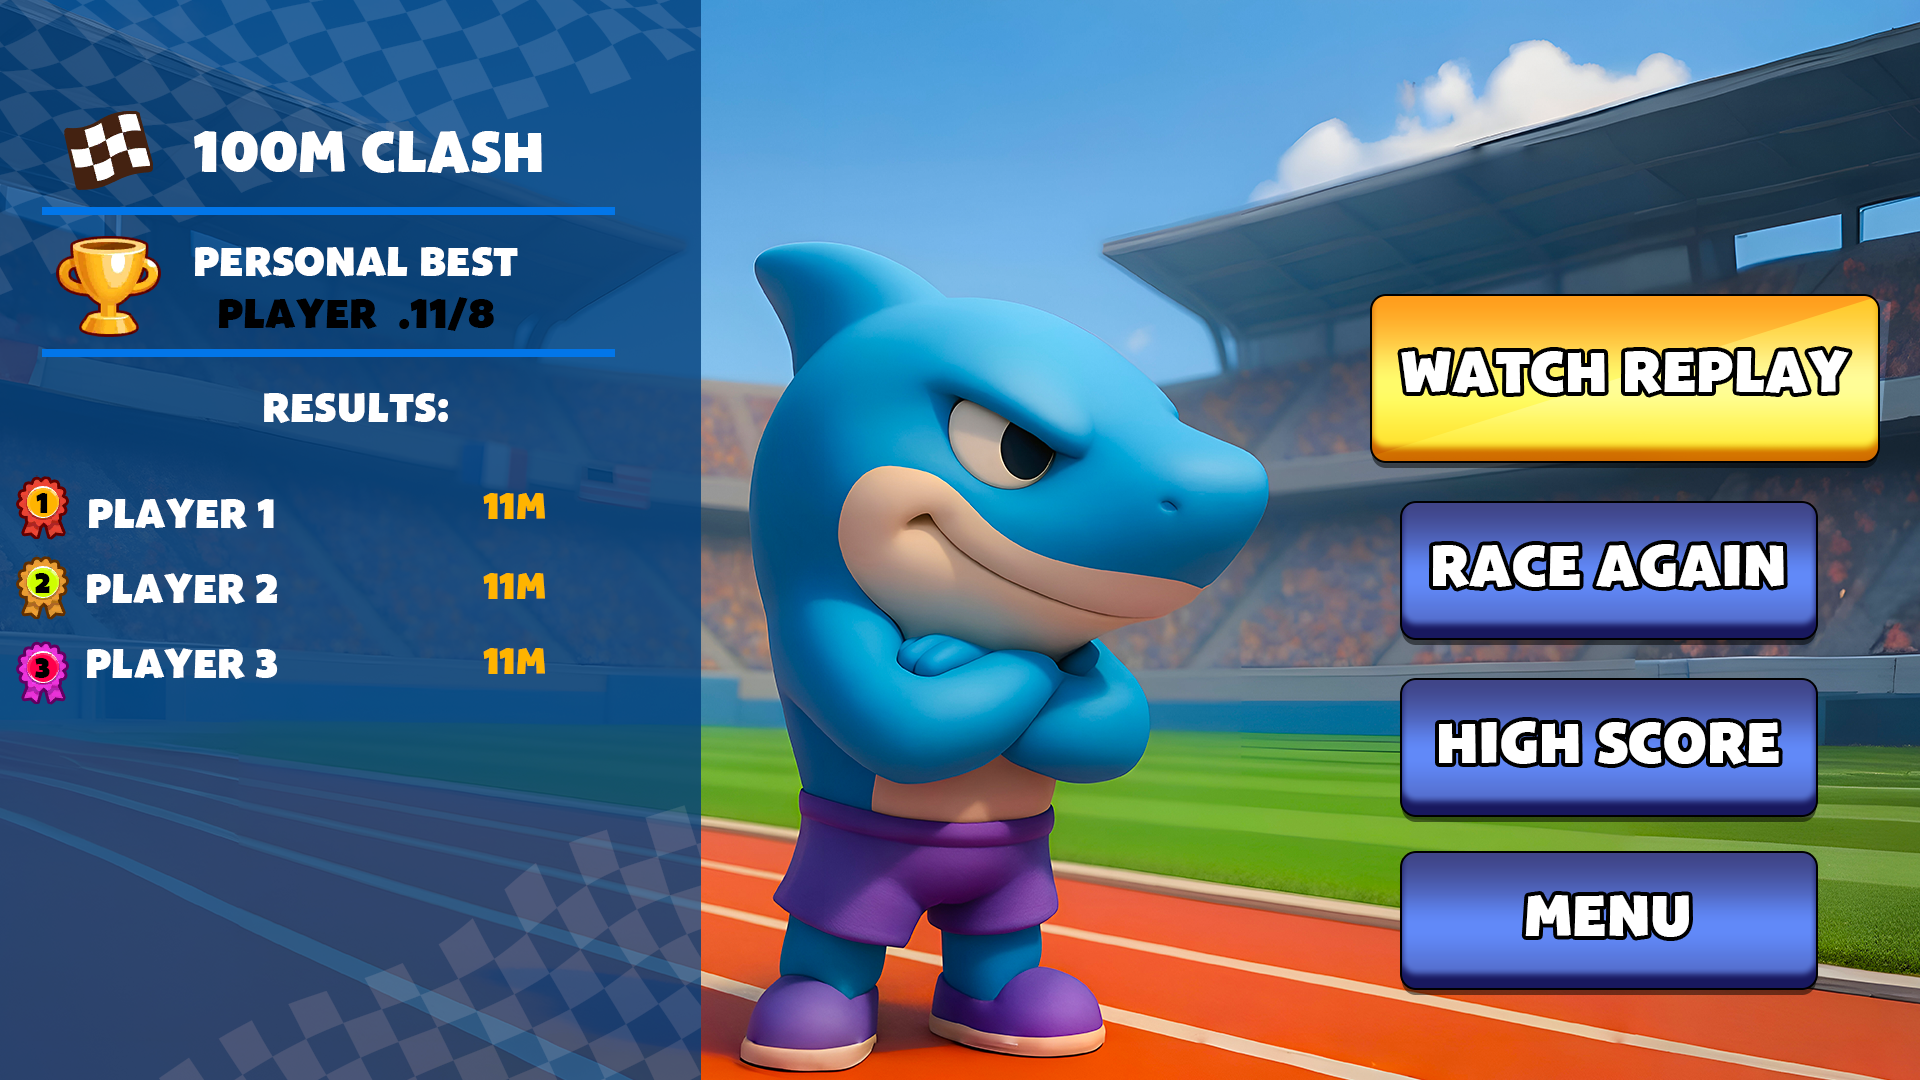 100M CLASH
PERSONAL BEST
PLAYER .11/8
RESULTS:
1 PLAYER 1 11M
2 PLAYER 2 11M
3 PLAYER 3 11M
WATCH REPLAY
RACE AGAIN
HIGH SCORE
MENU